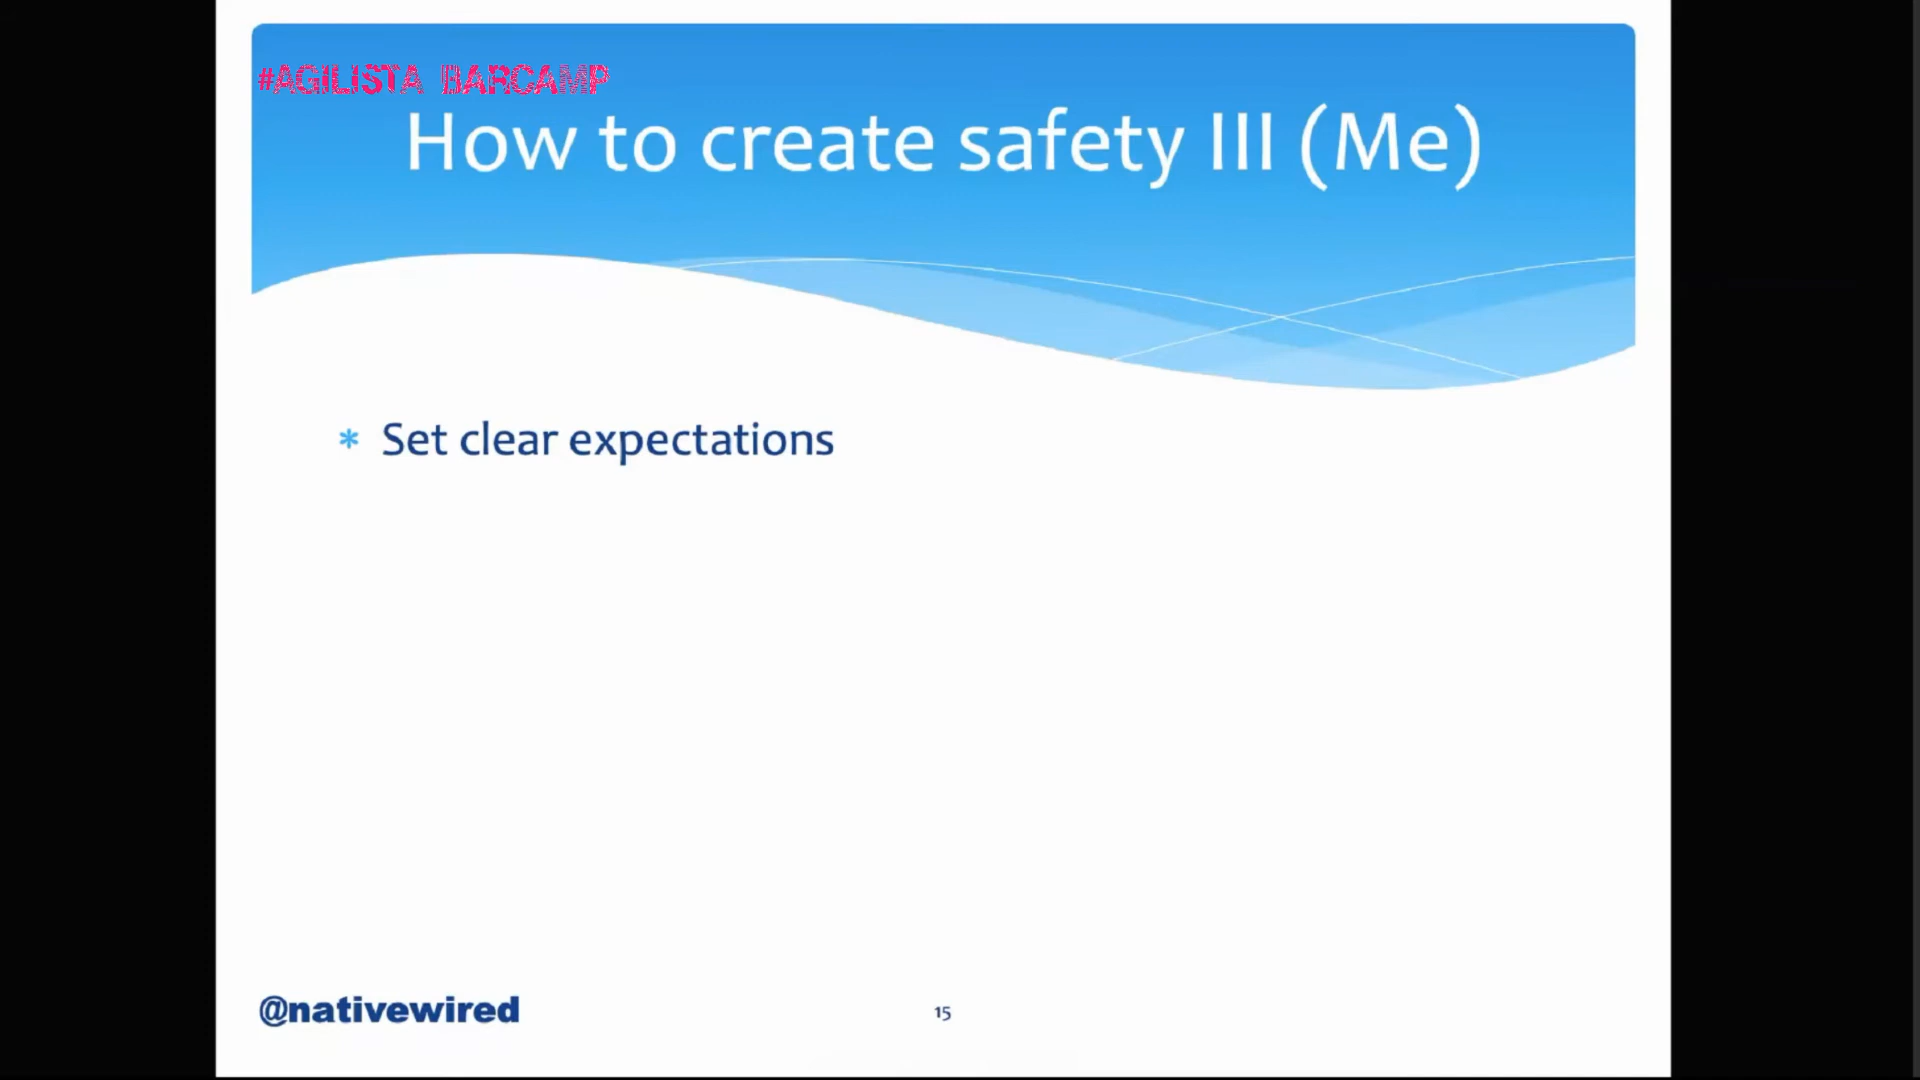 #AGILISTA BARCAMP
How to create safety III (Me)
* Set clear expectations
@nativewired
15